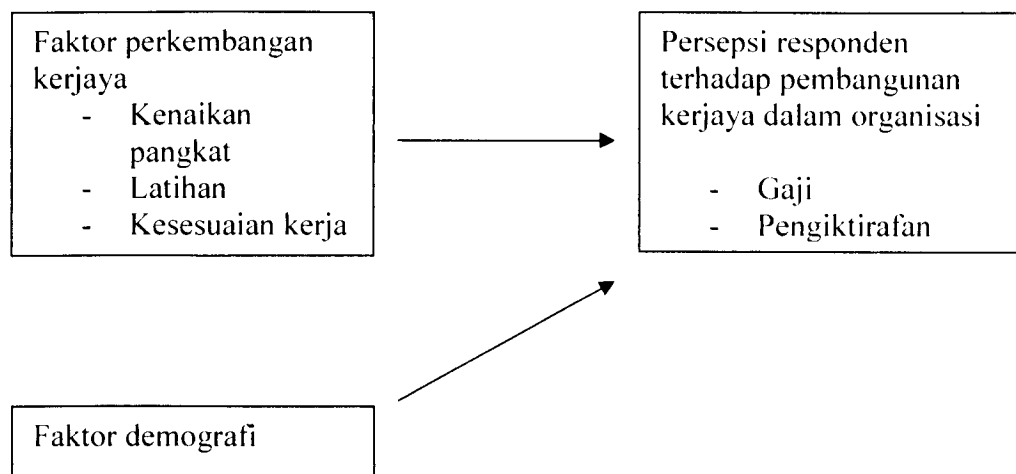 Faktor perkembangan
kerjaya
- Kenaikan
pangkat
- Latihan
- Kesesuaian kerja
Persepsi responden
terhadap pembangunan
kerjaya dalam organisasi
- Gaji
- Pengiktirafan
Faktor demografi